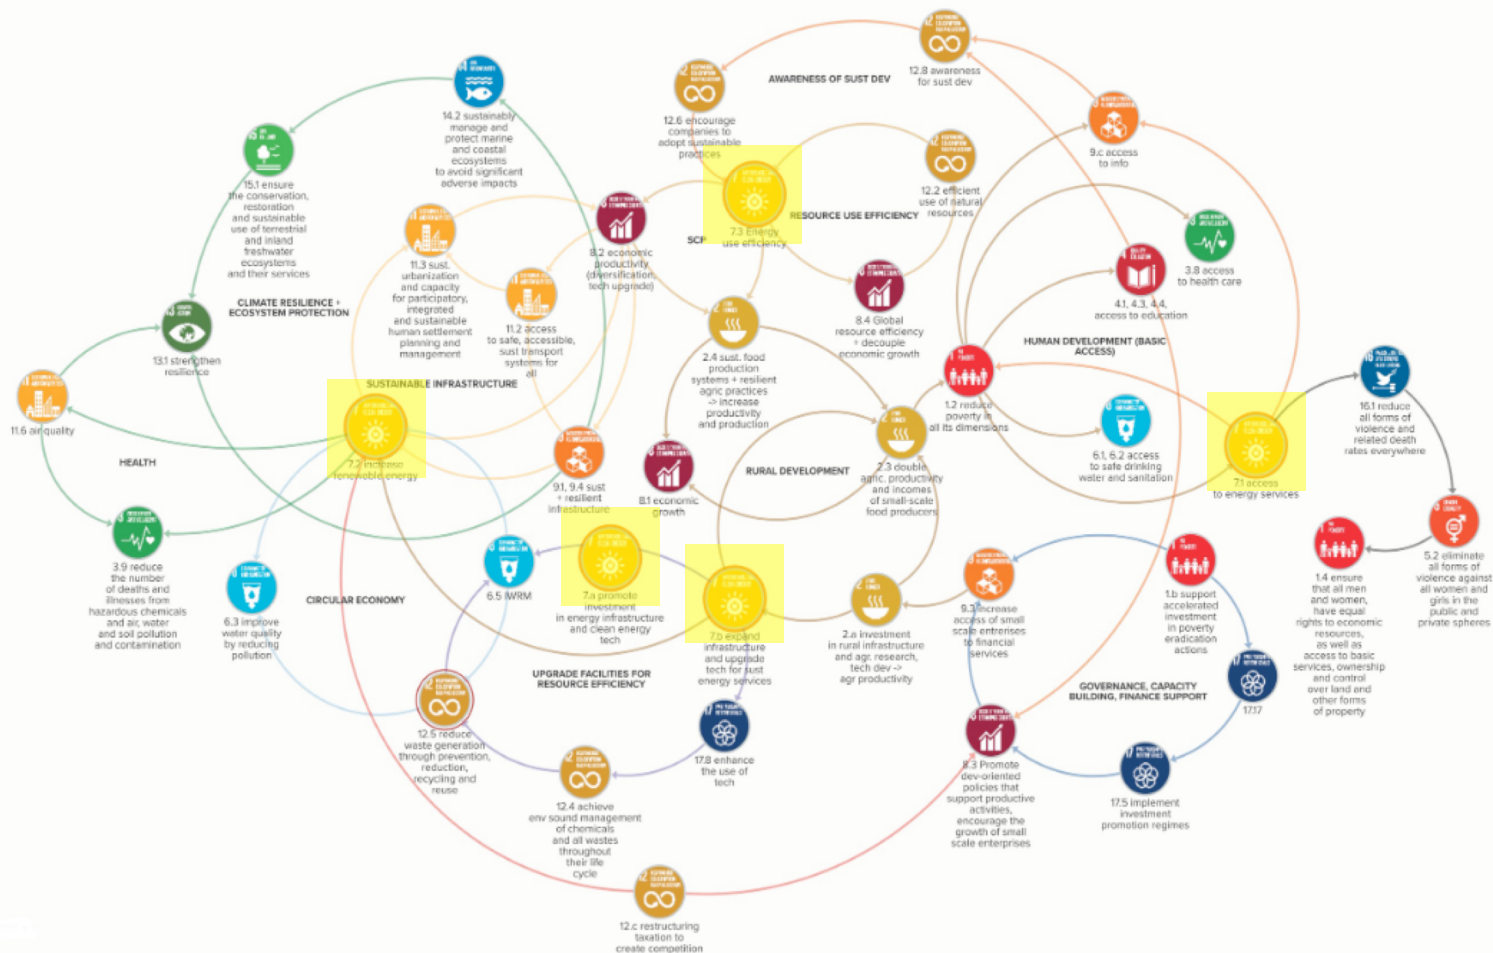 12.8 awareness
for sust dev
AWARENESS OF SUST DEV
14.2 sustainably
manage and
protect marine
and coastal
ecosystems
to avoid significant
adverse impacts
12.6 encourage
companies to
adopt sustainable
practices
9.c access
to info
15.1 ensure
the conservation,
restoration
and sustainable
use of terrestrial
and inland
freshwater
ecosystems
and their services
12.2 efficient
use of natural
resources
RESOURCE USE EFFICIENCY
7.3 Energy
use efficiency
SCP
8.2 economic
productivity
(diversification,
tech upgrade)
11.3 sust.
urbanization
and capacity
for participatory,
integrated
and sustainable
human settlement
planning and
management
3.8 access
to health care
4.1, 4.3, 4.4,
access to education
CLIMATE RESILIENCE +
ECOSYSTEM PROTECTION
11.2 access
to safe, accessible,
sust transport
systems for
all
8.4 Global
resource efficiency
+ decouple
economic growth
HUMAN DEVELOPMENT (BASIC
ACCESS)
13.1 strengthen
resilience
2.4 sust. food
production
systems + resilient
agric practices
-> increase
productivity
and production
SUSTAINABLE INFRASTRUCTURE
1.2 reduce
poverty in
all its dimensions
16.1 reduce
all forms of
violence and
related death
rates everywhere
11.6 air quality
HEALTH
7.2 increase
renewable energy
9.1, 9.4 sust
+ resilient
infrastructure
8.1 economic
growth
RURAL DEVELOPMENT
2.3 double
agric. productivity
and incomes
of small-scale
food producers
6.1, 6.2 access
to safe drinking
water and sanitation
7.1 access
to energy services
3.9 reduce
the number
of deaths and
illnesses from
hazardous chemicals
and air, water
and soil pollution
and contamination
6.3 improve
water quality
by reducing
pollution
CIRCULAR ECONOMY
6.5 IWRM
7.a promote
investment
in energy infrastructure
and clean energy
tech
7.b expand
infrastructure
and upgrade
tech for sust
energy services
2.a investment
in rural infrastructure
and agr. research,
tech dev ->
agr productivity
9.3 increase
access of small
scale entrerises
to financial
services
1.b support
accelerated
investment
in poverty
eradication
actions
1.4 ensure
that all men
and women,
have equal
rights to economic
resources,
as well as
access to basic
services, ownership
and control
over land and
other forms
of property
5.2 eliminate
all forms of
violence against
all women and
girls in the
public and
private spheres
UPGRADE FACILITIES FOR
RESOURCE EFFICIENCY
GOVERNANCE, CAPACITY
BUILDING, FINANCE SUPPORT
17.17
12.5 reduce
waste generation
through prevention,
reduction,
recycling and
reuse
17.8 enhance
the use of
tech
12.4 achieve
env sound management
of chemicals
and all wastes
throughout
their life
cycle
8.3 Promote
dev-oriented
policies that
support productive
activities,
encourage the
growth of small
scale enterprises
17.5 implement
investment
promotion regimes
12.c restructuring
taxation to
create competition